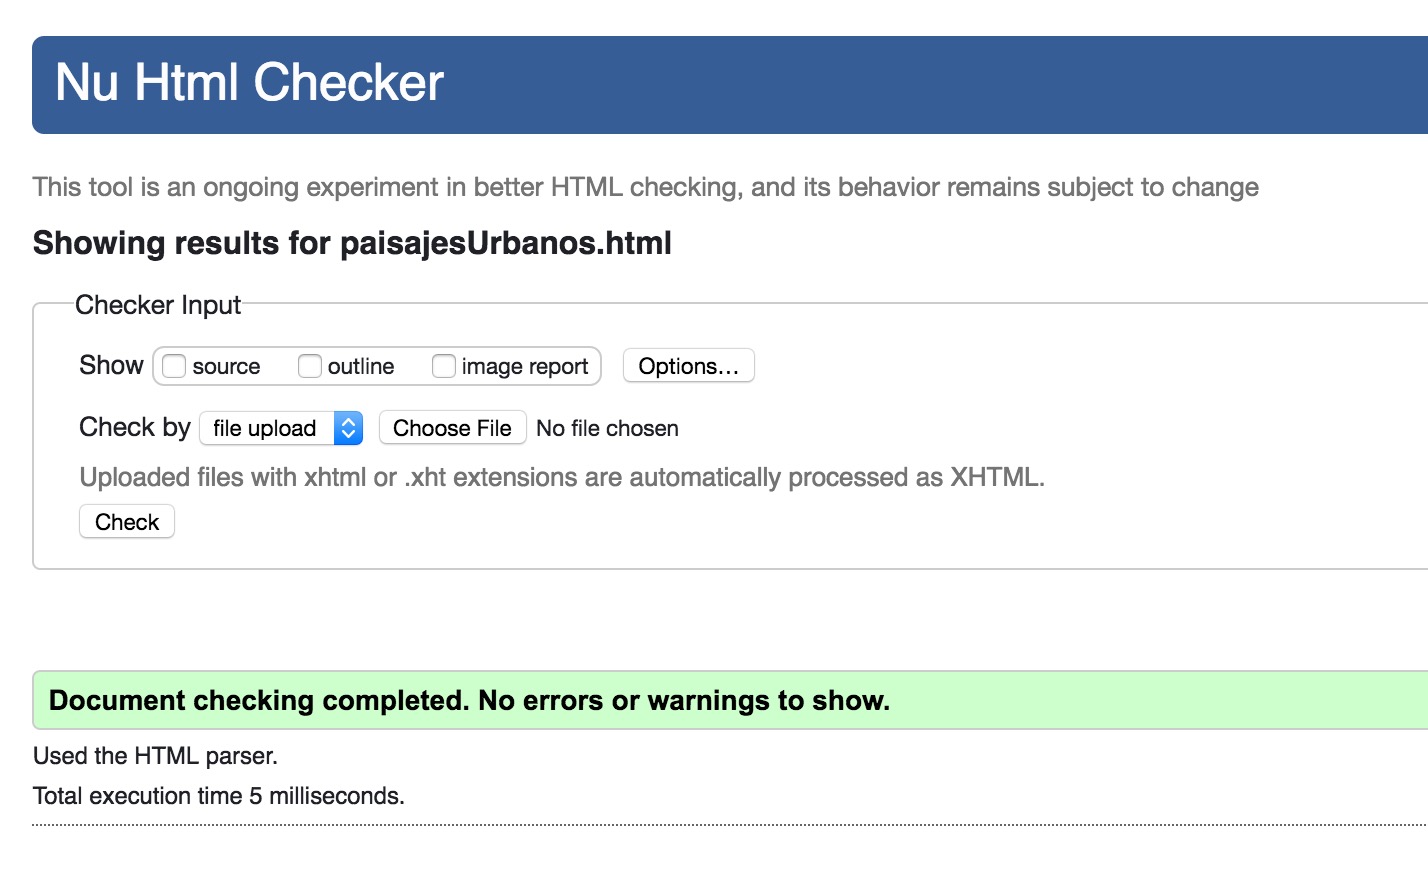 Nu Html Checker
This tool is an ongoing experiment in better HTML checking, and its behavior remains subject to change
Showing results for paisajesUrbanos.html
Checker Input
Show source outline image report Options...
Check by file upload Choose File No file chosen
Uploaded files with xhtml or .xht extensions are automatically processed as XHTML.
Check
Document checking completed. No errors or warnings to show.
Used the HTML parser.
Total execution time 5 milliseconds.